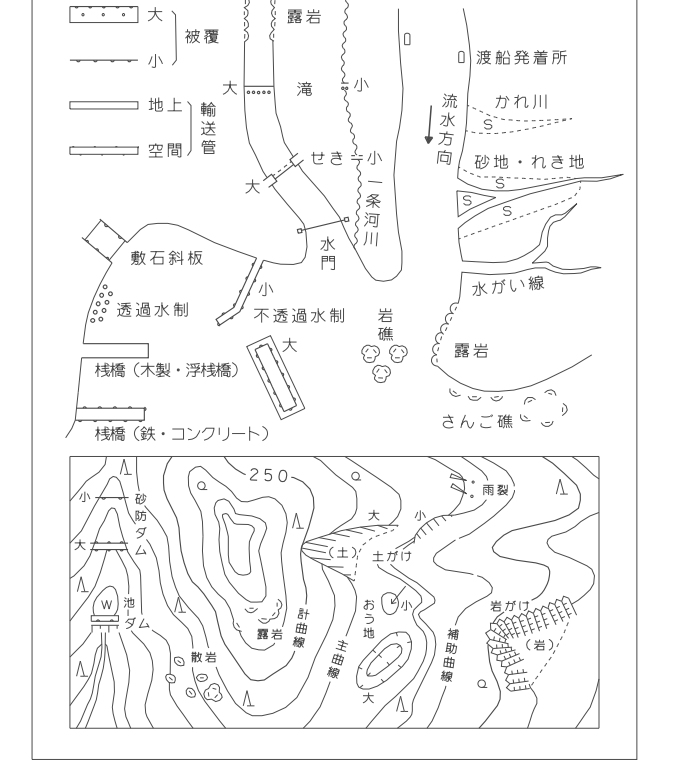 大
被覆
小
地上
輸送管
空間
露岩
大
滝
小
せき
小
大
一条河川
水門
渡船発着所
流水方向
かれ川
S
砂地・れき地
S
S
S
水がい線
敷石斜板
透過水制
小
不透過水制
大
岩礁
露岩
さんご礁
桟橋（木製・浮桟橋）
桟橋（鉄・コンクリート）
250
小
砂防ダム
大
W
池
ダム
散岩
露岩
計曲線
主曲線
（土）
大
小
土がけ
雨裂
おう地
小
大
補助曲線
岩がけ
（岩）